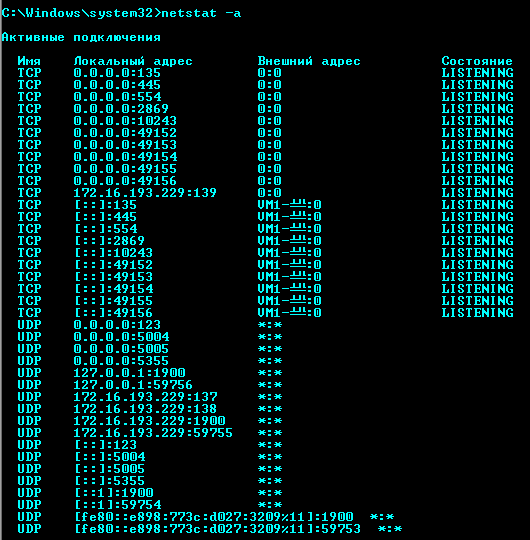 C:\Windows\system32>netstat -a
Активные подключения
Имя Локальный адрес Внешний адрес Состояние
TCP 0.0.0.0:135 0:0 LISTENING
TCP 0.0.0.0:445 0:0 LISTENING
TCP 0.0.0.0:554 0:0 LISTENING
TCP 0.0.0.0:2869 0:0 LISTENING
TCP 0.0.0.0:10243 0:0 LISTENING
TCP 0.0.0.0:49152 0:0 LISTENING
TCP 0.0.0.0:49153 0:0 LISTENING
TCP 0.0.0.0:49154 0:0 LISTENING
TCP 0.0.0.0:49155 0:0 LISTENING
TCP 0.0.0.0:49156 0:0 LISTENING
TCP 172.16.193.229:139 0:0 LISTENING
TCP [::]:135 VM1-╨╨:0 LISTENING
TCP [::]:445 VM1-╨╨:0 LISTENING
TCP [::]:554 VM1-╨╨:0 LISTENING
TCP [::]:2869 VM1-╨╨:0 LISTENING
TCP [::]:10243 VM1-╨╨:0 LISTENING
TCP [::]:49152 VM1-╨╨:0 LISTENING
TCP [::]:49153 VM1-╨╨:0 LISTENING
TCP [::]:49154 VM1-╨╨:0 LISTENING
TCP [::]:49155 VM1-╨╨:0 LISTENING
TCP [::]:49156 VM1-╨╨:0 LISTENING
UDP 0.0.0.0:123 *:*
UDP 0.0.0.0:5004 *:*
UDP 0.0.0.0:5005 *:*
UDP 0.0.0.0:5355 *:*
UDP 127.0.0.1:1900 *:*
UDP 127.0.0.1:59756 *:*
UDP 172.16.193.229:137 *:*
UDP 172.16.193.229:138 *:*
UDP 172.16.193.229:1900 *:*
UDP 172.16.193.229:59755 *:*
UDP [::]:123 *:*
UDP [::]:5004 *:*
UDP [::]:5005 *:*
UDP [::]:5355 *:*
UDP [::1]:1900 *:*
UDP [::1]:59754 *:*
UDP [fe80::e898:773c:d027:3209%11]:1900 *:*
UDP [fe80::e898:773c:d027:3209%11]:59753 *:*